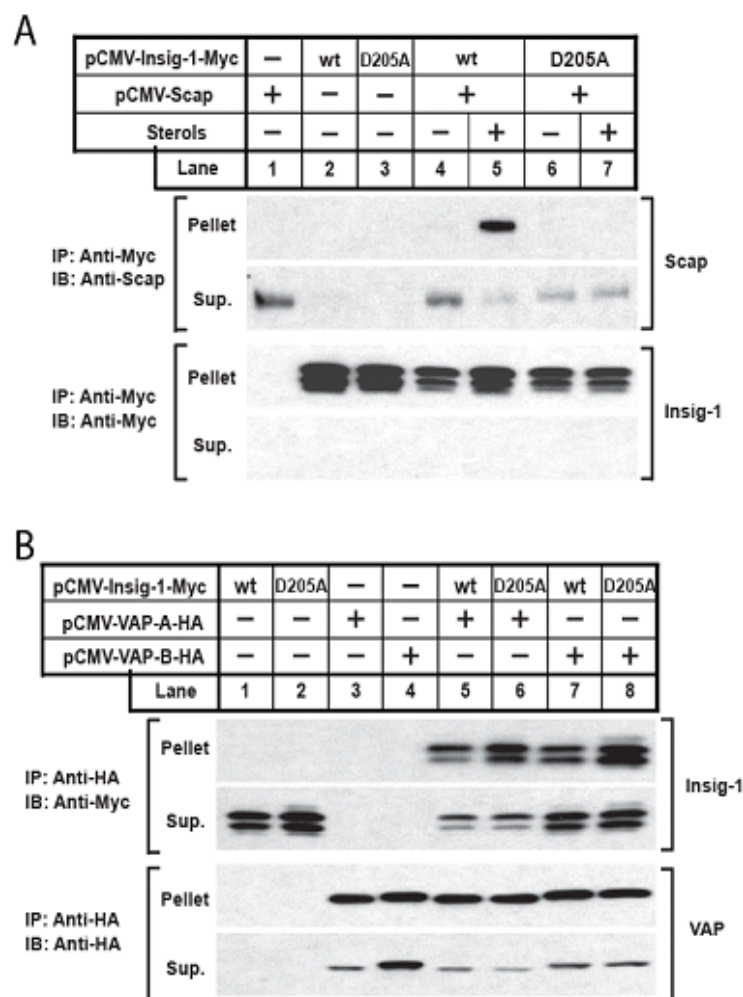 A
pCMV-Insig-1-Myc – wt D205A wt D205A
pCMV-Scap + – – + +
Sterols – – – – + – +
Lane 1 2 3 4 5 6 7
Pellet
IP: Anti-Myc
IB: Anti-Scap
Scap
Sup.
Pellet
IP: Anti-Myc
IB: Anti-Myc
Insig-1
Sup.
B
pCMV-Insig-1-Myc wt D205A – – wt D205A wt D205A
pCMV-VAP-A-HA – – + – + + – –
pCMV-VAP-B-HA – – – + – – + +
Lane 1 2 3 4 5 6 7 8
Pellet
IP: Anti-HA
IB: Anti-Myc
Insig-1
Sup.
Pellet
IP: Anti-HA
IB: Anti-HA
VAP
Sup.